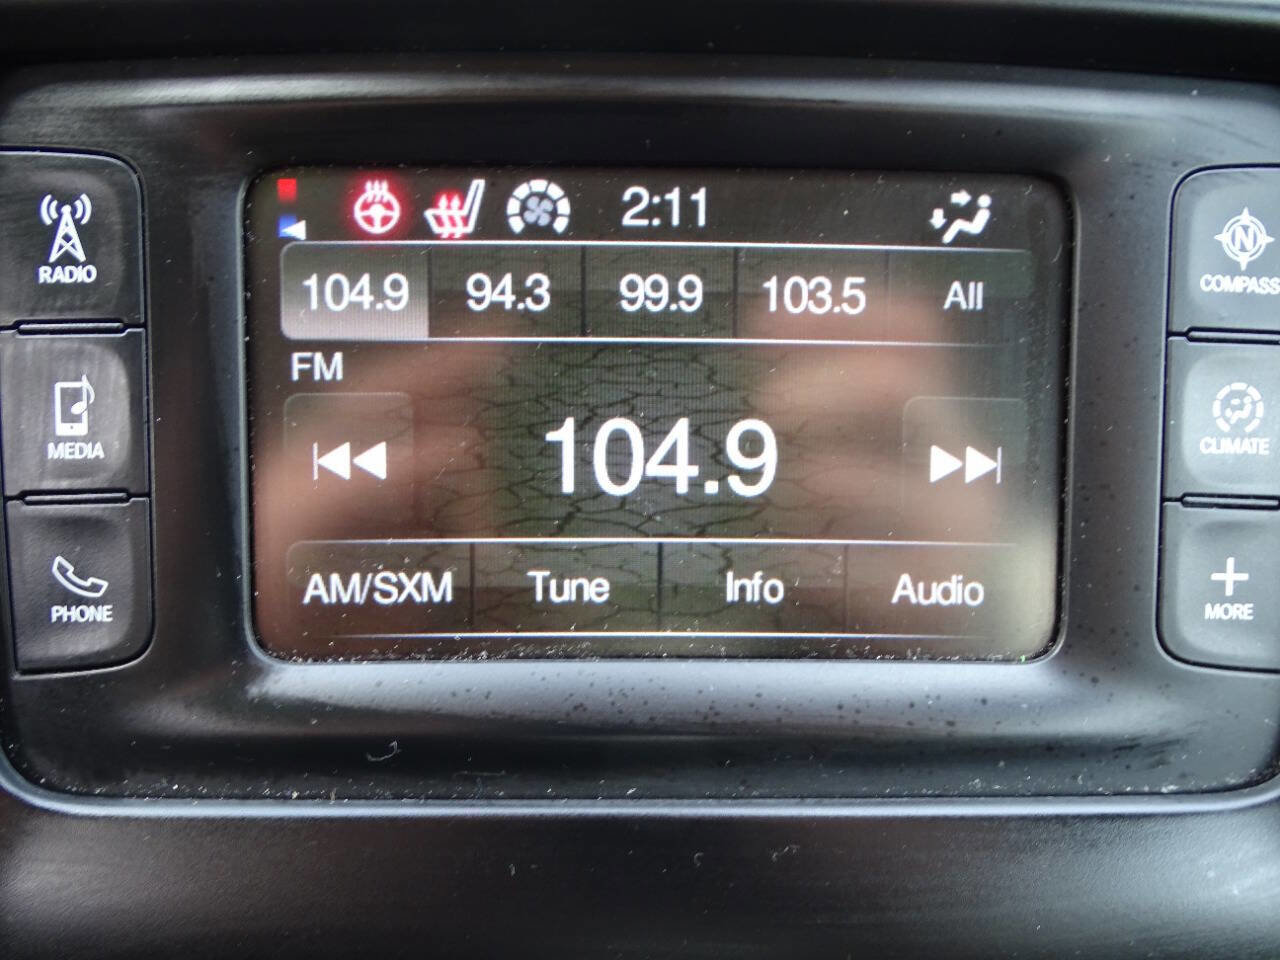 2:11
104.9 94.3 99.9 103.5 All
FM
104.9
AM/SXM Tune Info Audio
RADIO
MEDIA
PHONE
N
COMPASS
CLIMATE
MORE